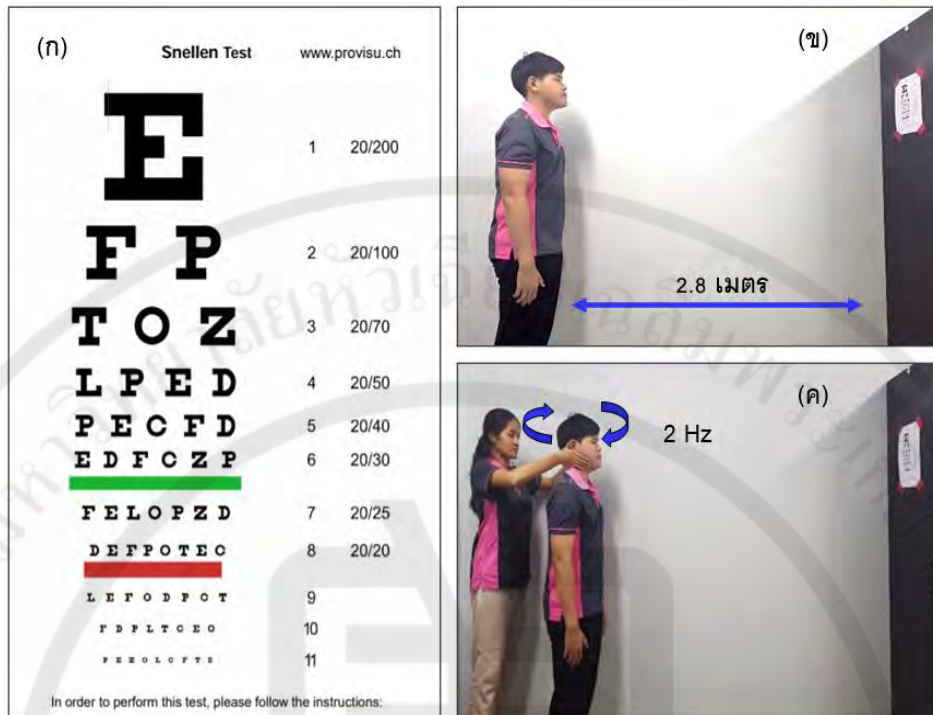 (ก)
Snellen Test www.provisu.ch
E 1 20/200
F P 2 20/100
T O Z 3 20/70
L P E D 4 20/50
P E C F D 5 20/40
E D F C Z P 6 20/30
F E L O P Z D 7 20/25
D E F P O T E C 8 20/20
L E F O D P C T 9
F D P L T C E O 10
P E Z O L C F T D 11
In order to perform this test, please follow the instructions:
(ข)
2.8 เมตร
(ค)
2 Hz